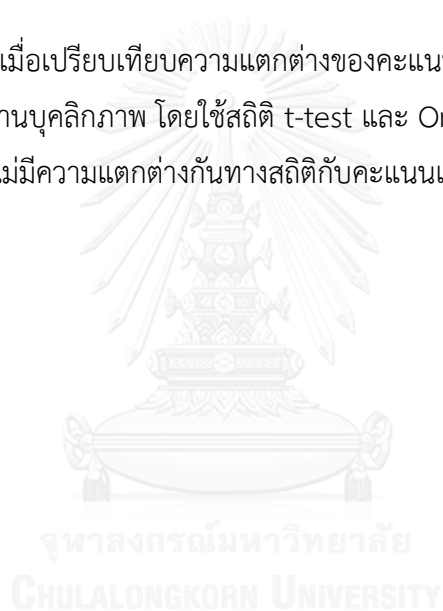 เมื่อเปรียบเทียบความแตกต่างของคะแน
านบุคลิกภาพ โดยใช้สถิติ t-test และ
ม่มีความแตกต่างกันทางสถิติกับคะแนน
จุฬาลงกรณ์มหาวิทยาลัย
CHULALONGKORN UNIVERSITY